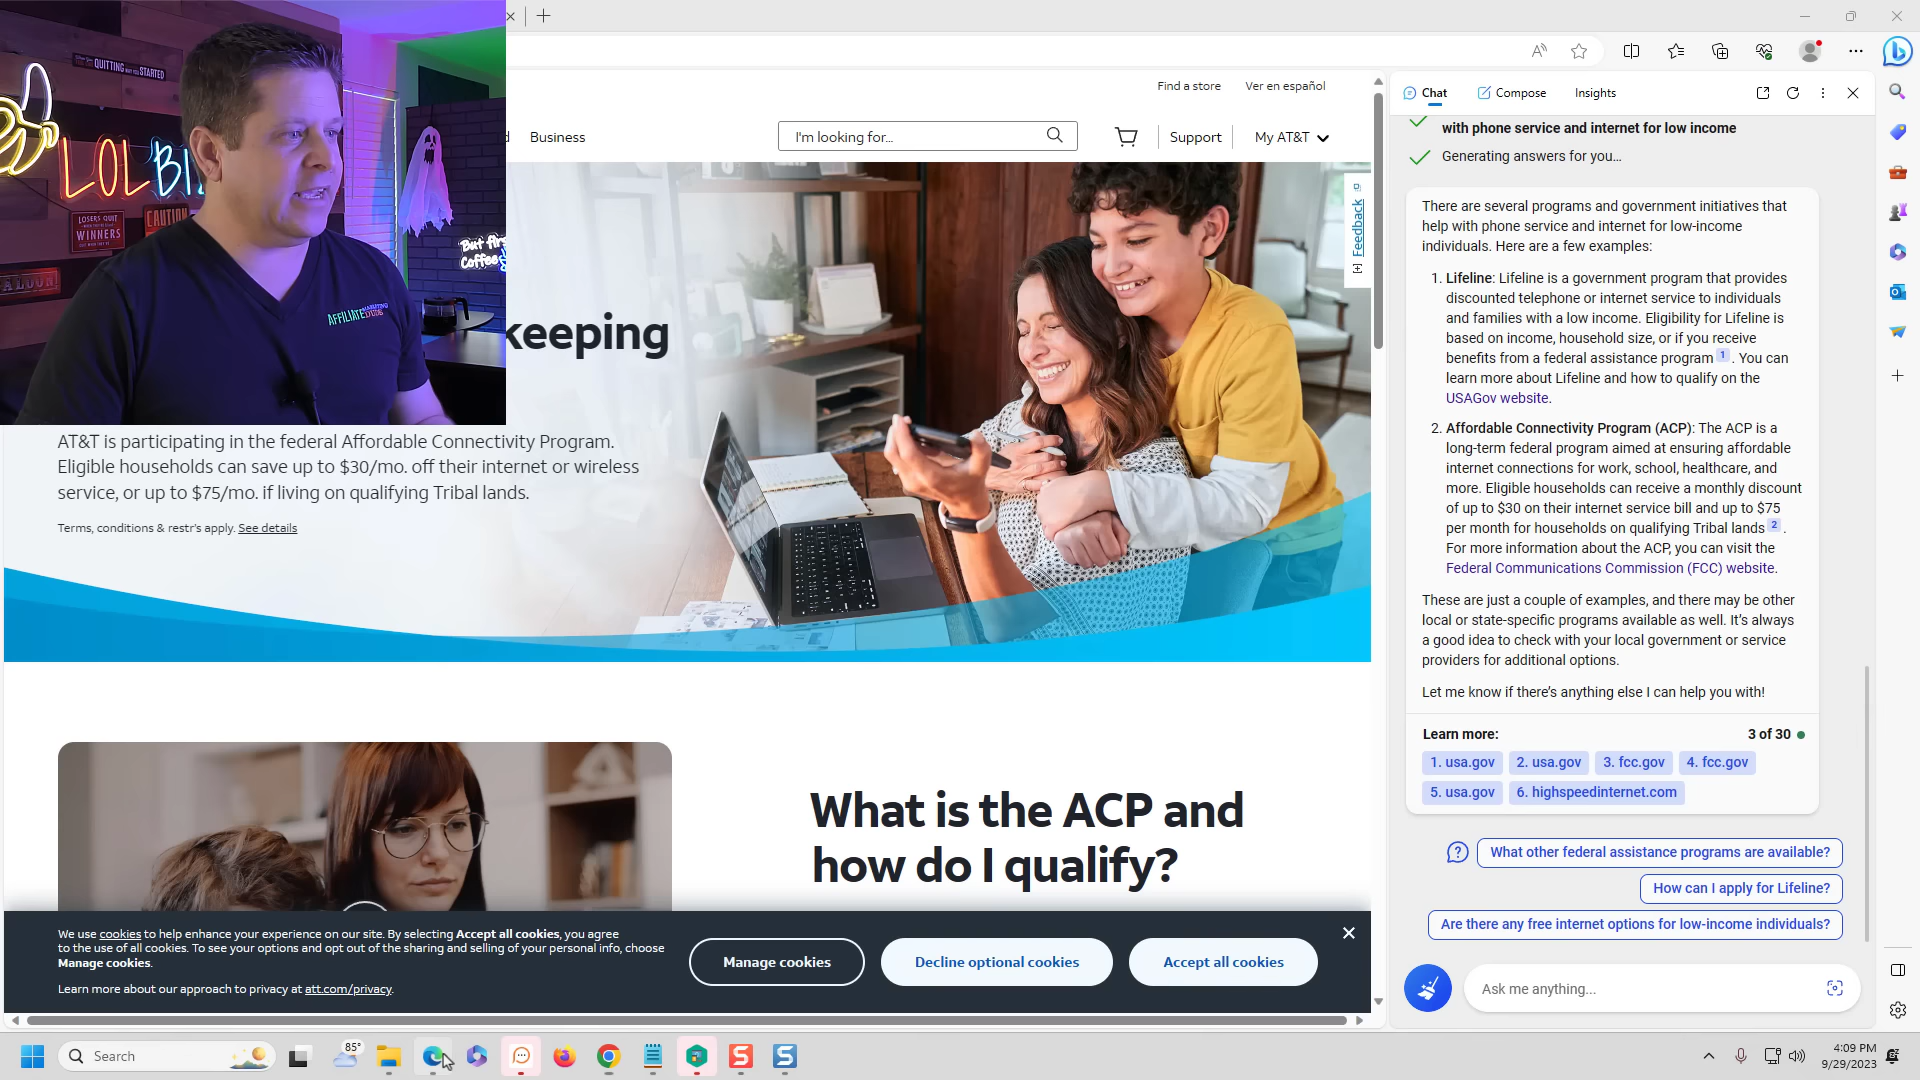 QUITTING WHY YOU STARTED
LOL
LOSERS QUIT
WINNERS
CAUTION
SALOON
But first
Coffee
AFFILIATE MARKETING
DUDE
Find a store
Ver en español
Business
I'm looking for...
Support
My AT&T
Feedback
keeping
AT&T is participating in the federal Affordable Connectivity Program.
Eligible households can save up to $30/mo. off their internet or wireless
service, or up to $75/mo. if living on qualifying Tribal lands.
Terms, conditions & restr's apply. See details
What is the ACP and
how do I qualify?
We use cookies to help enhance your experience on our site. By selecting Accept all cookies, you agree
to the use of all cookies. To see your options and opt out of the sharing and selling of your personal info, choose
Manage cookies.
Learn more about our approach to privacy at att.com/privacy.
Manage cookies
Decline optional cookies
Accept all cookies
Chat
Compose
Insights
with phone service and internet for low income
Generating answers for you...
There are several programs and government initiatives that
help with phone service and internet for low-income
individuals. Here are a few examples:
1. Lifeline: Lifeline is a government program that provides
discounted telephone or internet service to individuals
and families with a low income. Eligibility for Lifeline is
based on income, household size, or if you receive
benefits from a federal assistance program 1 . You can
learn more about Lifeline and how to qualify on the
USAGov website.
2. Affordable Connectivity Program (ACP): The ACP is a
long-term federal program aimed at ensuring affordable
internet connections for work, school, healthcare, and
more. Eligible households can receive a monthly discount
of up to $30 on their internet service bill and up to $75
per month for households on qualifying Tribal lands 2 .
For more information about the ACP, you can visit the
Federal Communications Commission (FCC) website.
These are just a couple of examples, and there may be other
local or state-specific programs available as well. It's always
a good idea to check with your local government or service
providers for additional options.
Let me know if there's anything else I can help you with!
Learn more:
3 of 30
1. usa.gov
2. usa.gov
3. fcc.gov
4. fcc.gov
5. usa.gov
6. highspeedinternet.com
What other federal assistance programs are available?
How can I apply for Lifeline?
Are there any free internet options for low-income individuals?
Ask me anything...
Search
85°
4:09 PM
9/29/2023